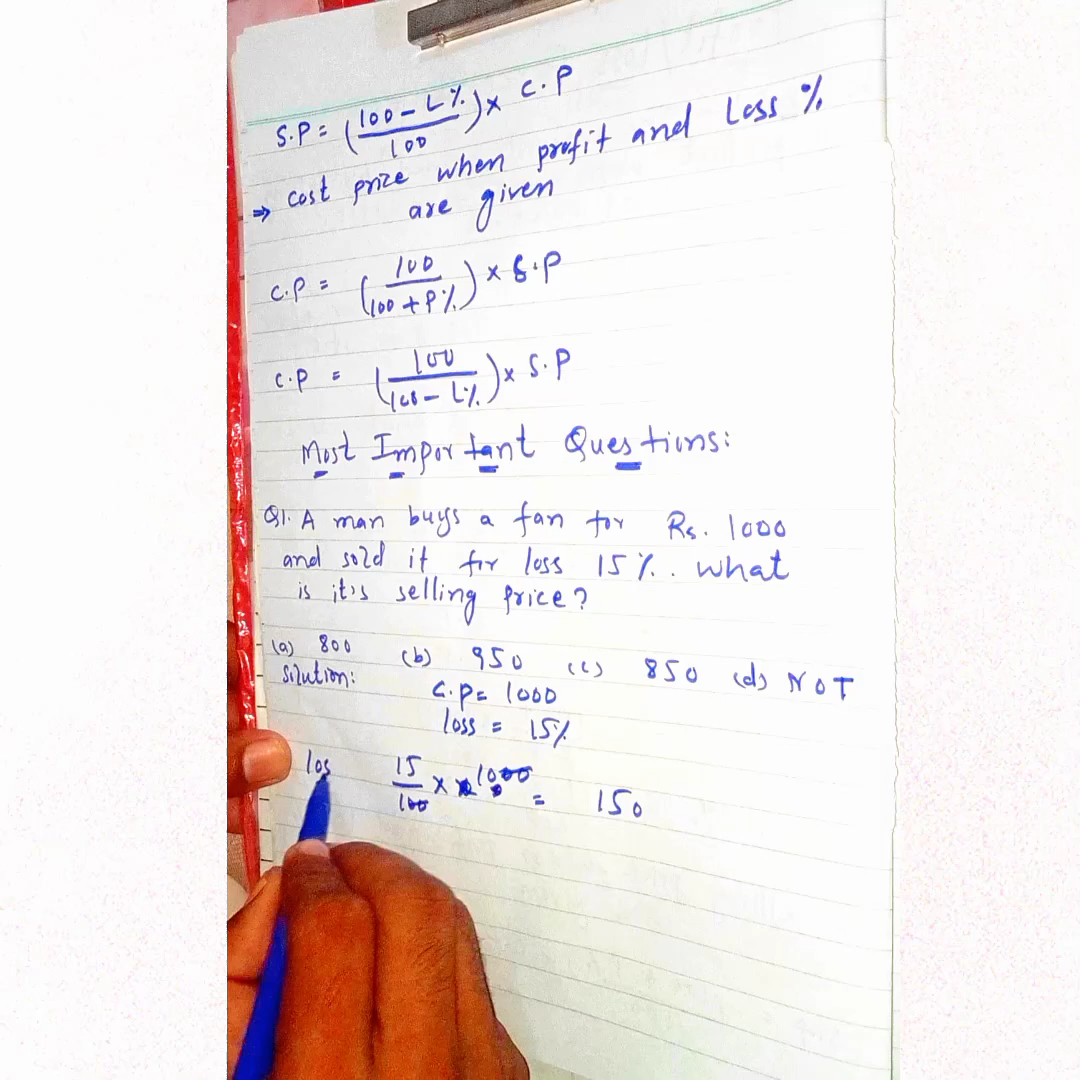 S.P = (100 - L% / 100) × C.P
⇒ cost prize when profit and Loss %
are given
C.P = (100 / 100 + P%) × S.P
C.P = (100 / 100 - L%) × S.P
Most Important Questions:
Q1. A man buys a fan for Rs. 1000
and sold it for loss 15%. what
is it's selling price?
(a) 800 (b) 950 (c) 850 (d) NOT
Solution:
C.P = 1000
loss = 15%
los 15/100 × 1000 = 150